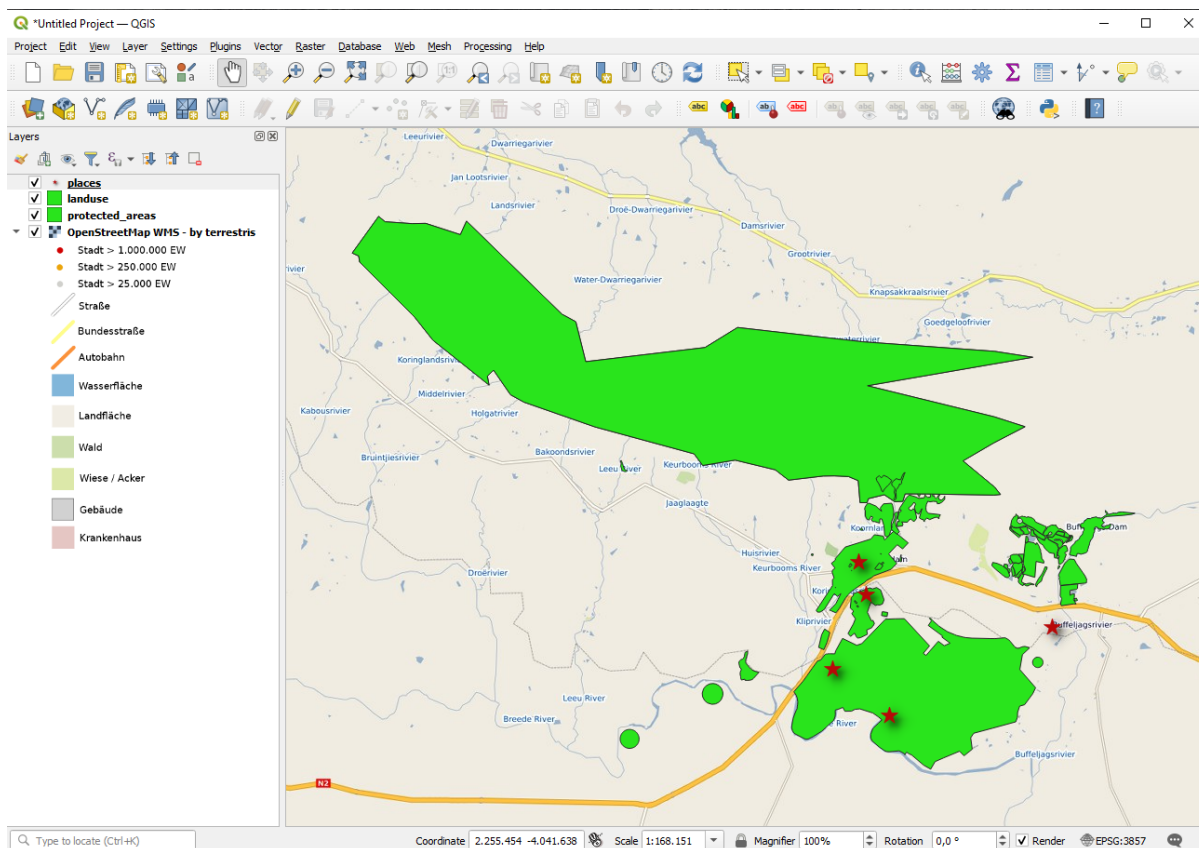 *Untitled Project — QGIS
Project Edit View Layer Settings Plugins Vector Raster Database Web Mesh Processing Help
Layers
places
landuse
protected_areas
OpenStreetMap WMS - by terrestris
Stadt > 1.000.000 EW
Stadt > 250.000 EW
Stadt > 25.000 EW
Straße
Bundesstraße
Autobahn
Wasserfläche
Landfläche
Wald
Wiese / Acker
Gebäude
Krankenhaus
Leeurivier
Dwarriegarivier
Jan Lootsrivier
Landsrivier
Droë-Dwarriegarivier
Damsrivier
Grootrivier
Water-Dwarriegarivier
Knapsakkraalsrivier
Goedgeloofrivier
Middelrivier
Kabousrivier
Holgatrivier
Bakoondsrivier
Bruintjiesrivier
Leeu River
Keurbooms River
Jaaglaagte
Huisrivier
Keurbooms River
Droërivier
Kliprivier
Buffeljagsrivier
Leeu River
Breede River
Buffeljagsrivier
N2
Type to locate (Ctrl+K)
Coordinate 2.255.454 -4.041.638 Scale 1:168.151 Magnifier 100% Rotation 0,0 ° Render EPSG:3857